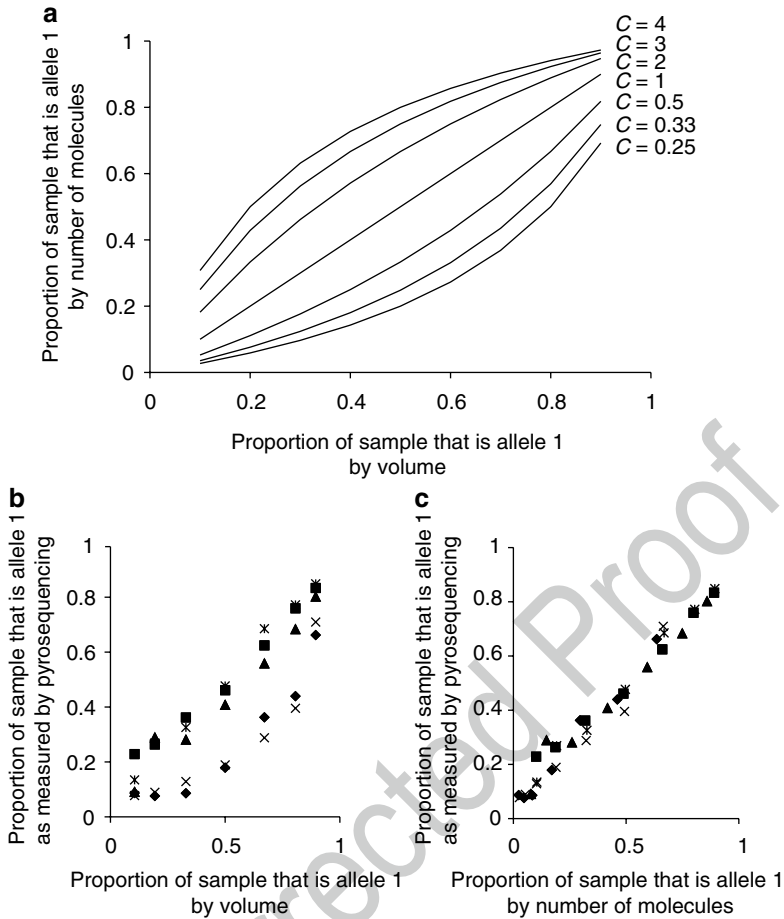 a
Proportion of sample that is allele 1
by number of molecules
1
0.8
0.6
0.4
0.2
0
0 0.2 0.4 0.6 0.8 1
Proportion of sample that is allele 1
by volume
C = 4
C = 3
C = 2
C = 1
C = 0.5
C = 0.33
C = 0.25
b
Proportion of sample that is allele 1
as measured by pyrosequencing
1
0.8
0.6
0.4
0.2
0
0 0.5 1
Proportion of sample that is allele 1
by volume
c
Proportion of sample that is allele 1
as measured by pyrosequencing
1
0.8
0.6
0.4
0.2
0
0 0.5 1
Proportion of sample that is allele 1
by number of molecules
rrected Proof